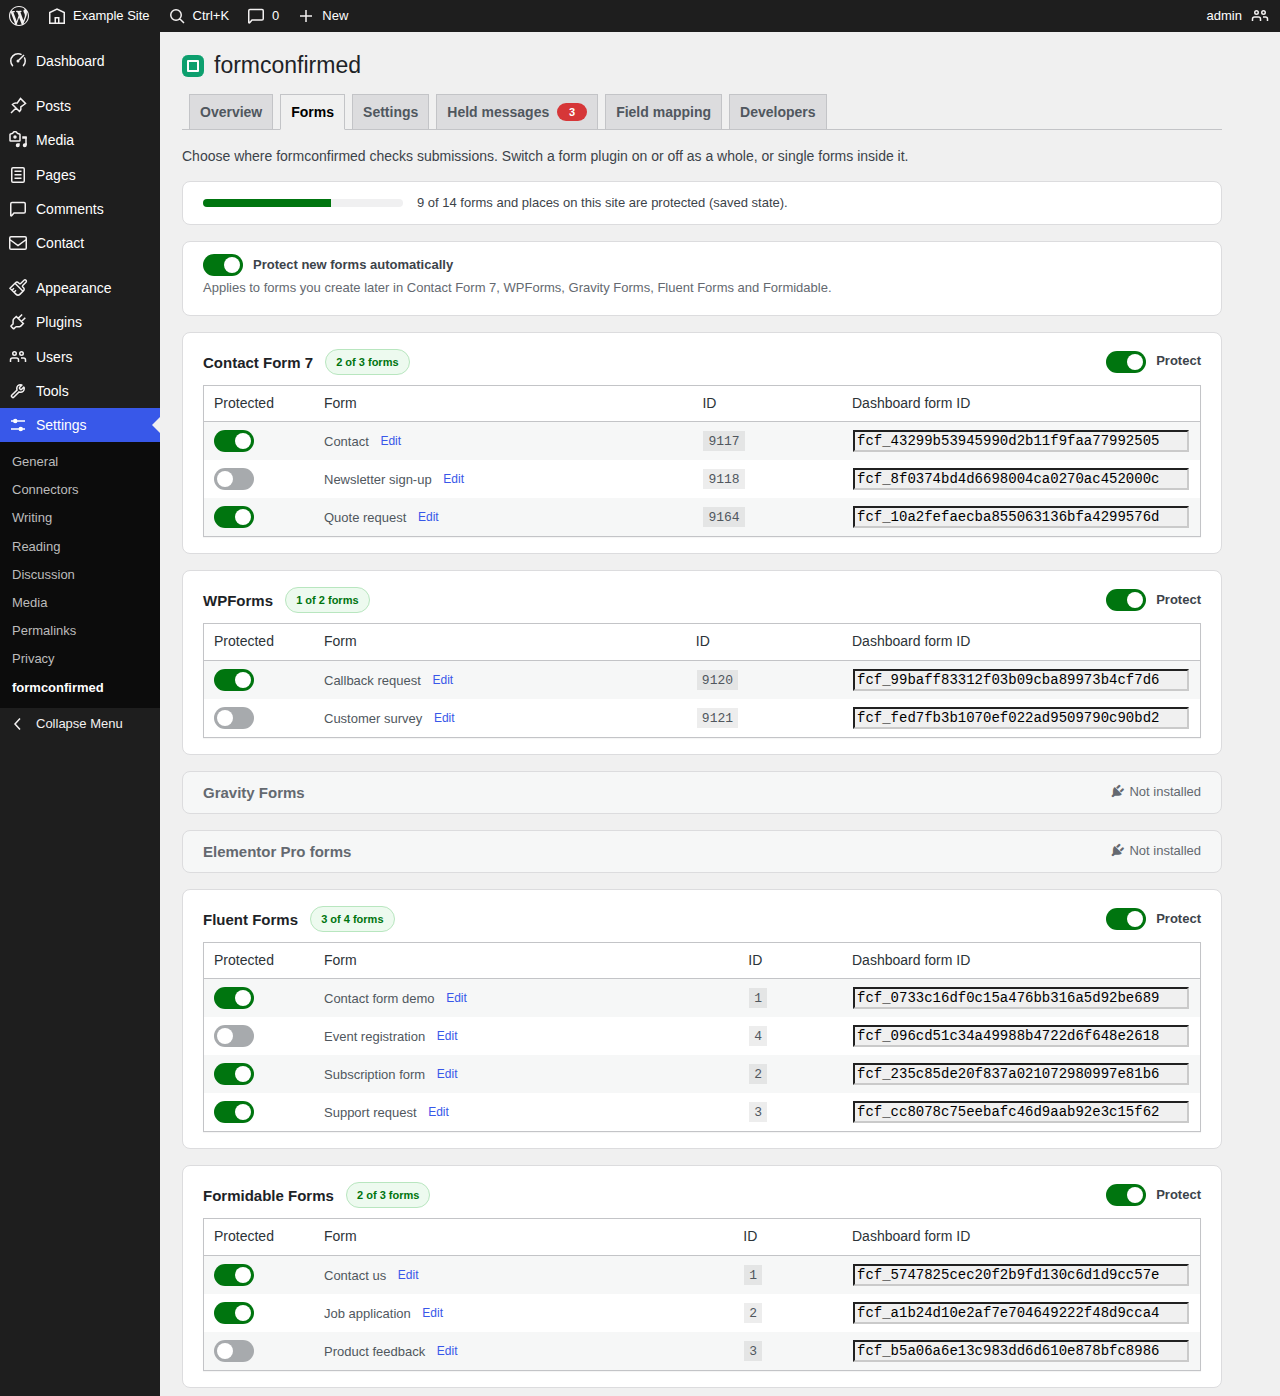 Example Site
Ctrl+K
0
New
admin
Dashboard
Posts
Media
Pages
Comments
Contact
Appearance
Plugins
Users
Tools
Settings
General
Connectors
Writing
Reading
Discussion
Media
Permalinks
Privacy
formconfirmed
Collapse Menu
formconfirmed
Overview
Forms
Settings
Held messages 3
Field mapping
Developers
Choose where formconfirmed checks submissions. Switch a form plugin on or off as a whole, or single forms inside it.
9 of 14 forms and places on this site are protected (saved state).
Protect new forms automatically
Applies to forms you create later in Contact Form 7, WPForms, Gravity Forms, Fluent Forms and Formidable.
Contact Form 7 2 of 3 forms Protect
Protected Form ID Dashboard form ID
Contact Edit 9117 fcf_43299b53945990d2b11f9faa77992505
Newsletter sign-up Edit 9118 fcf_8f0374bd4d6698004ca0270ac452000c
Quote request Edit 9164 fcf_10a2fefaecba855063136bfa4299576d
WPForms 1 of 2 forms Protect
Protected Form ID Dashboard form ID
Callback request Edit 9120 fcf_99baff83312f03b09cba89973b4cf7d6
Customer survey Edit 9121 fcf_fed7fb3b1070ef022ad9509790c90bd2
Gravity Forms Not installed
Elementor Pro forms Not installed
Fluent Forms 3 of 4 forms Protect
Protected Form ID Dashboard form ID
Contact form demo Edit 1 fcf_0733c16df0c15a476bb316a5d92be689
Event registration Edit 4 fcf_096cd51c34a49988b4722d6f648e2618
Subscription form Edit 2 fcf_235c85de20f837a021072980997e81b6
Support request Edit 3 fcf_cc8078c75eebafc46d9aab92e3c15f62
Formidable Forms 2 of 3 forms Protect
Protected Form ID Dashboard form ID
Contact us Edit 1 fcf_5747825cec20f2b9fd130c6d1d9cc57e
Job application Edit 2 fcf_a1b24d10e2af7e704649222f48d9cca4
Product feedback Edit 3 fcf_b5a06a6e13c983dd6d610e878bfc8986